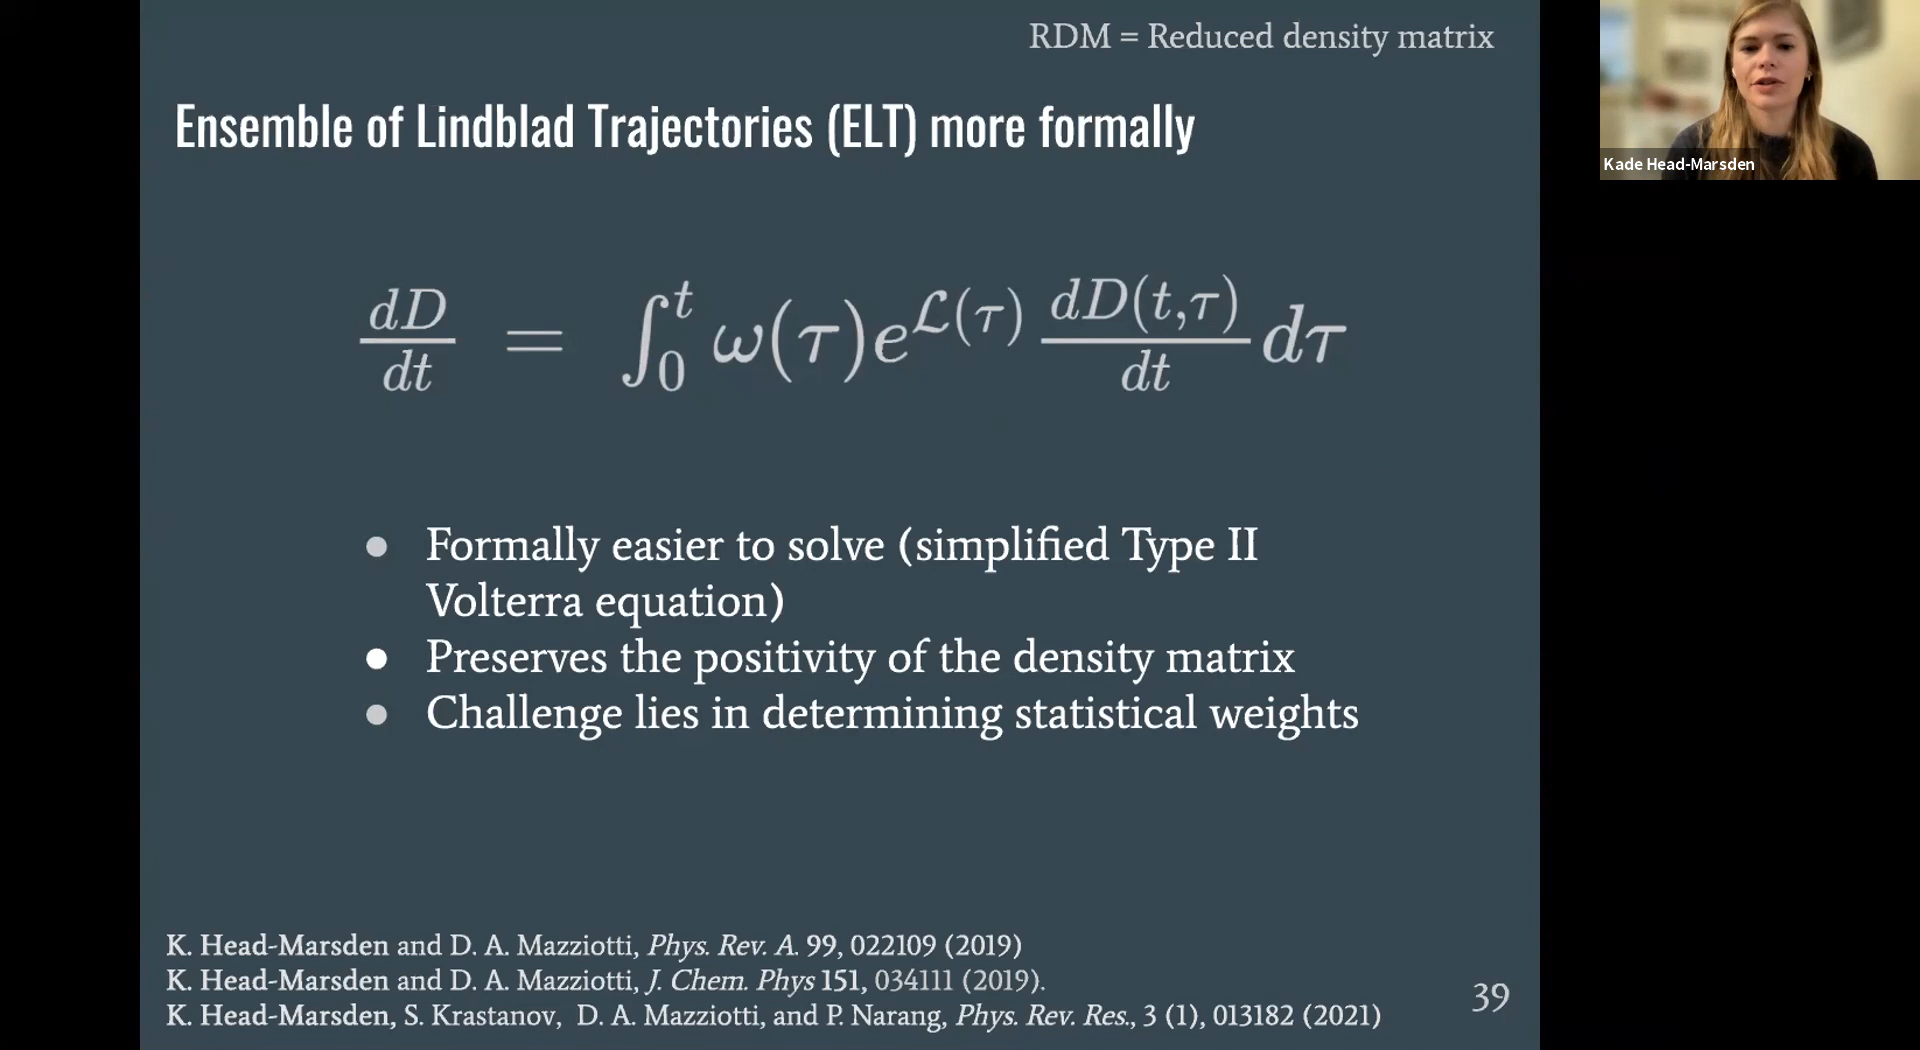 RDM = Reduced density matrix
Ensemble of Lindblad Trajectories (ELT) more formally
Kade Head-Marsden
dD/dt = ∫₀ᵗ ω(τ)e^{ℒ(τ)} dD(t,τ)/dt dτ
● Formally easier to solve (simplified Type II
Volterra equation)
● Preserves the positivity of the density matrix
● Challenge lies in determining statistical weights
K. Head-Marsden and D. A. Mazziotti, Phys. Rev. A. 99, 022109 (2019)
K. Head-Marsden and D. A. Mazziotti, J. Chem. Phys 151, 034111 (2019).
K. Head-Marsden, S. Krastanov, D. A. Mazziotti, and P. Narang, Phys. Rev. Res., 3 (1), 013182 (2021)
39